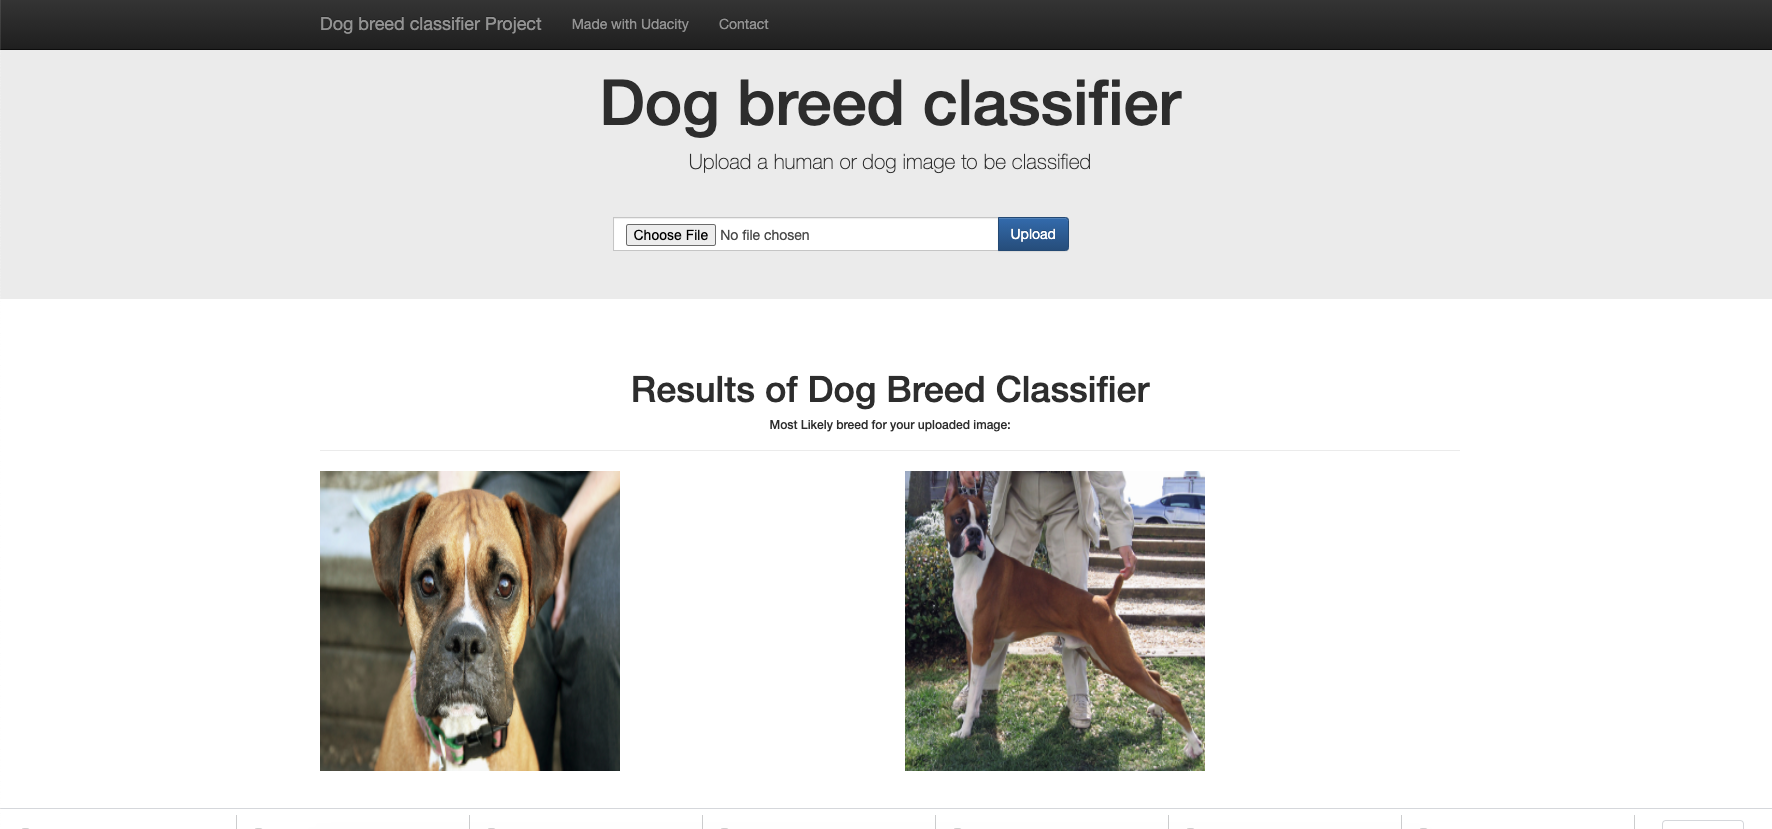 Dog breed classifier Project
Made with Udacity
Contact
Dog breed classifier
Upload a human or dog image to be classified
Choose File No file chosen
Upload
Results of Dog Breed Classifier
Most Likely breed for your uploaded image: